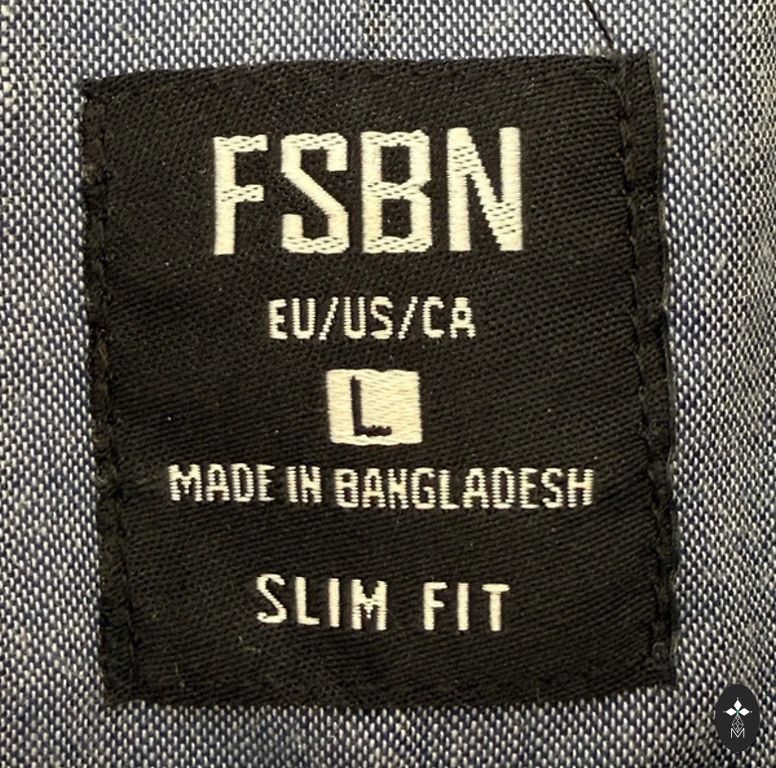 FSBN
EU/US/CA
L
MADE IN BANGLADESH
SLIM FIT
M